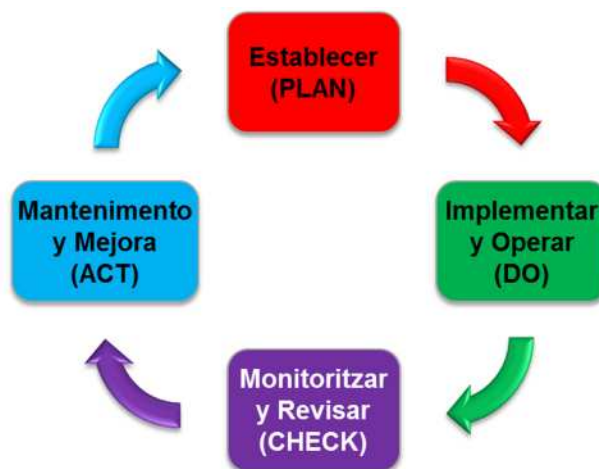 Establecer
(PLAN)
Implementar
y Operar
(DO)
Monitoritzar
y Revisar
(CHECK)
Mantenimento
y Mejora
(ACT)